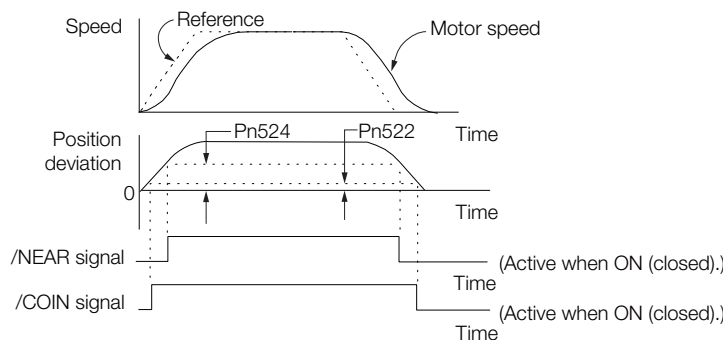 Speed
Reference
Motor speed
Time
Position
deviation
Pn524
Pn522
0
Time
/NEAR signal
(Active when ON (closed).)
Time
/COIN signal
(Active when ON (closed).)
Time